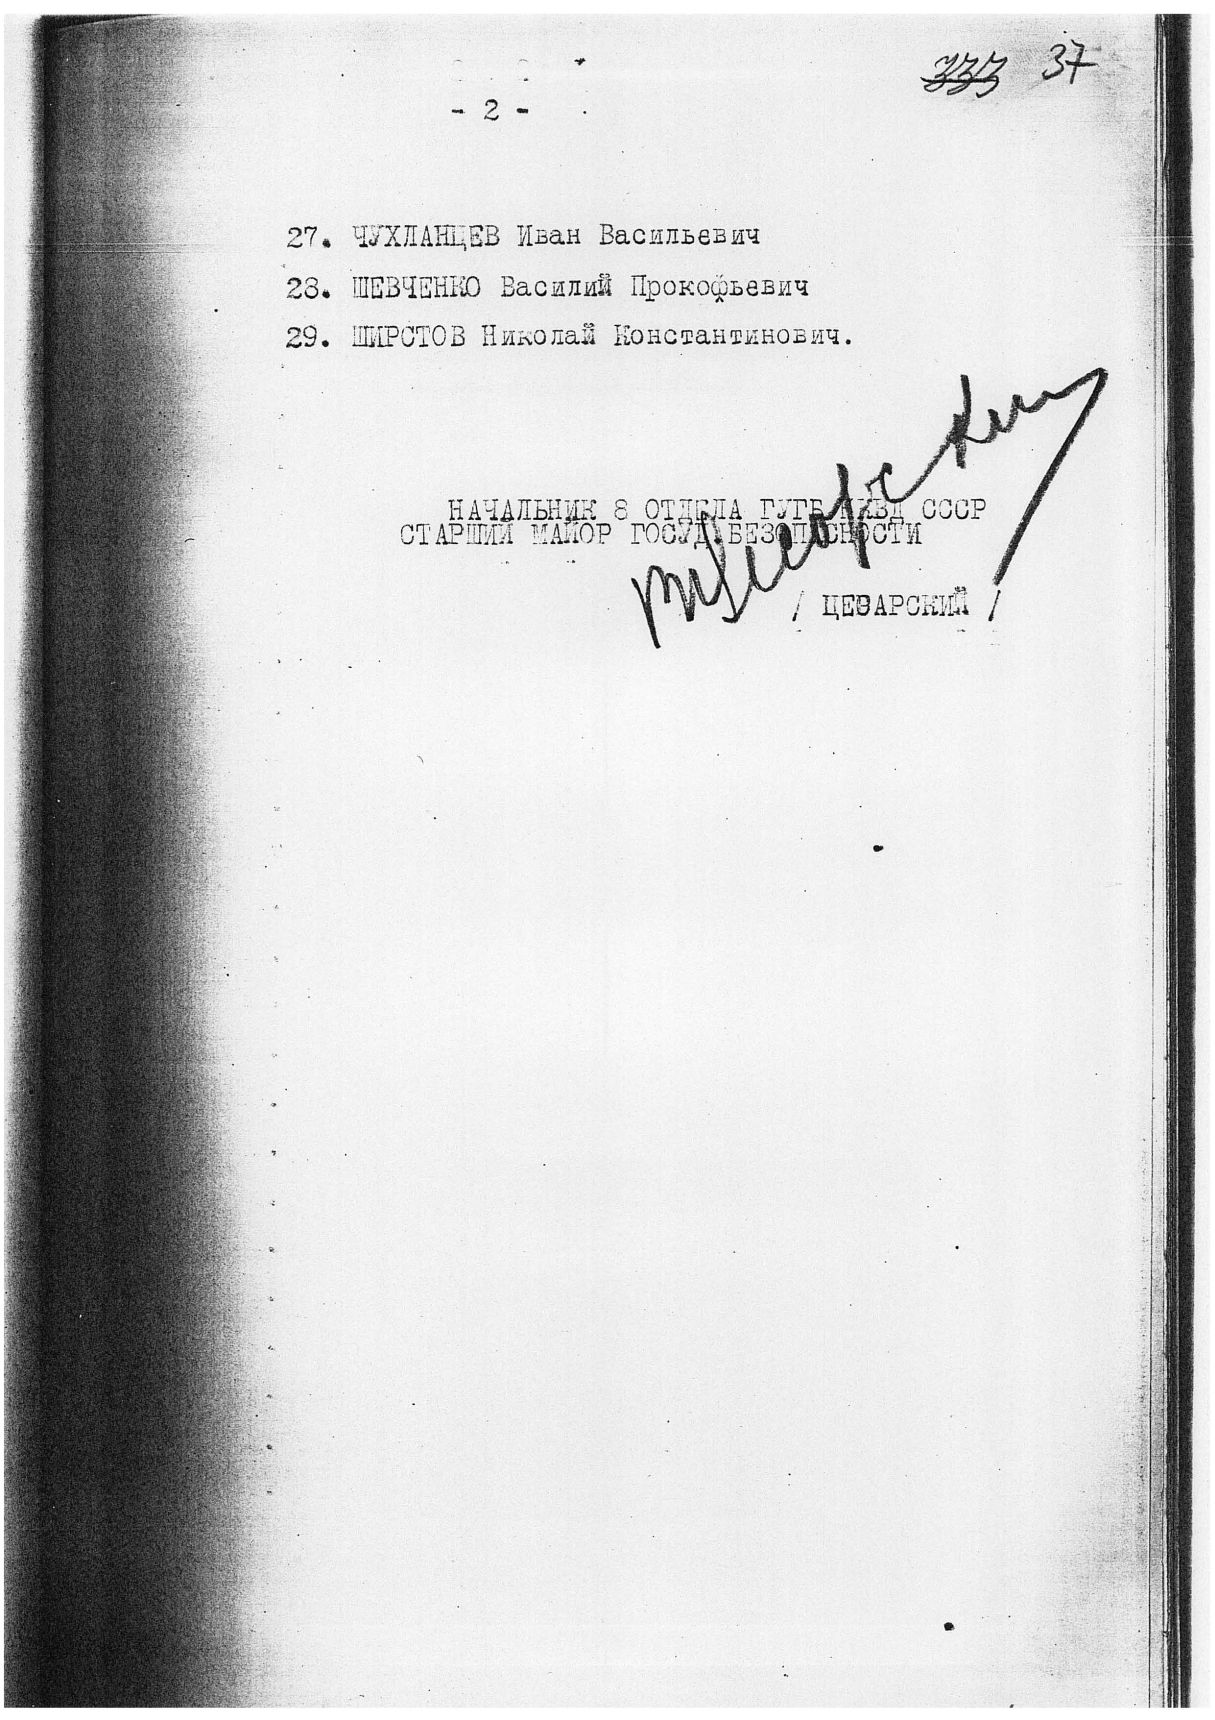 333 37
- 2 -
27. ЧУХЛАНЦЕВ Иван Васильевич
28. ШЕВЧЕНКО Василий Прокофьевич
29. ШИРСТОВ Николай Константинович.
НАЧАЛЬНИК 8 ОТДЕЛА ГУГБ НКВД СССР
СТАРШИЙ МАЙОР ГОСУД.БЕЗОПАСНОСТИ
/ ЦЕСАРСКИЙ /